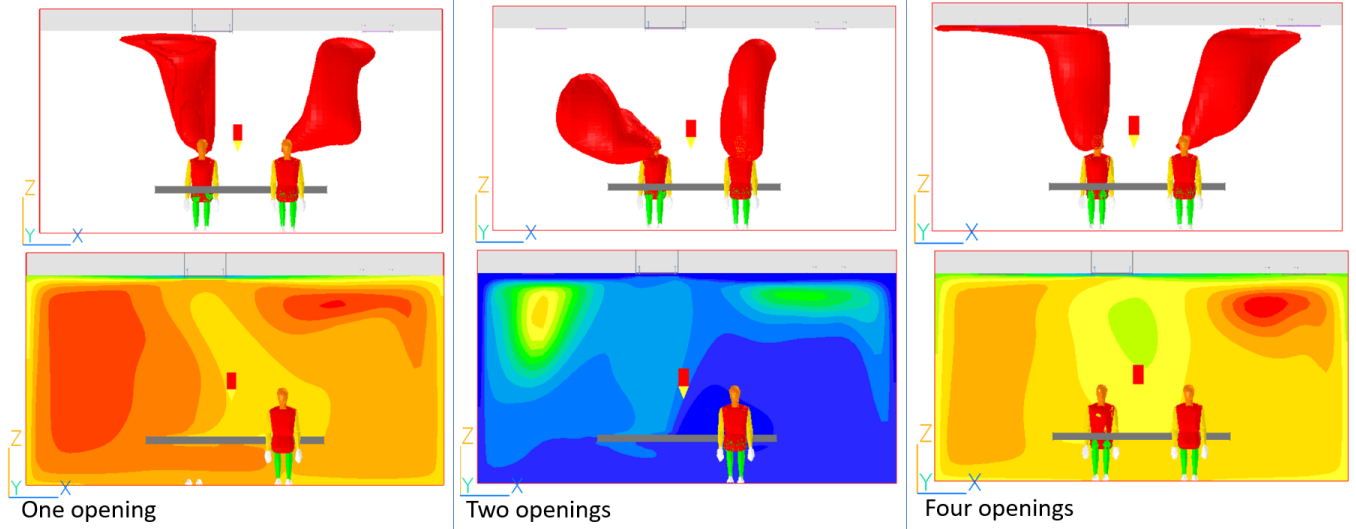 Z
Y X
Z
Y X
Z
Y X
Z
Y X
One opening
Z
Y X
Two openings
Z
Y X
Four openings